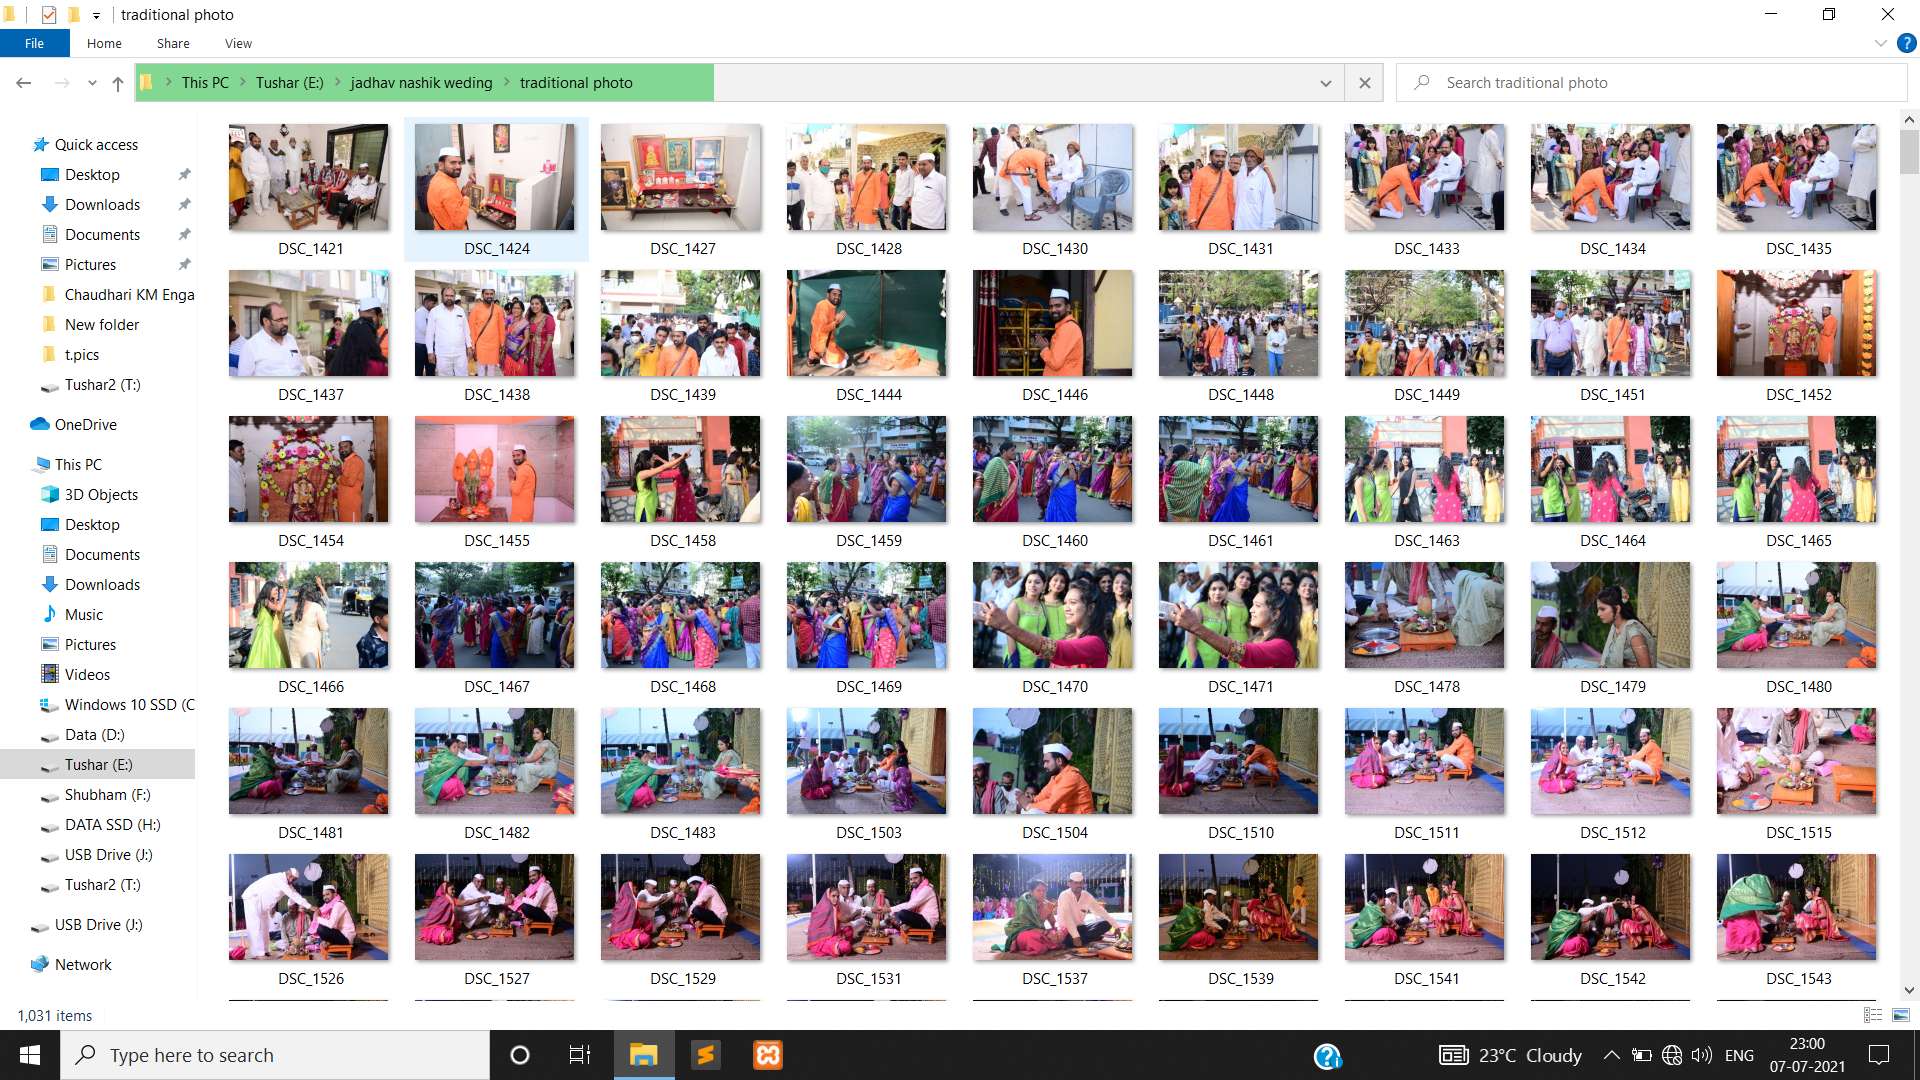 traditional photo
File Home Share View
This PC Tushar (E:) jadhav nashik weding traditional photo
Search traditional photo
Quick access
Desktop
Downloads
Documents
Pictures
Chaudhari KM Enga
New folder
t.pics
Tushar2 (T:)
OneDrive
This PC
3D Objects
Desktop
Documents
Downloads
Music
Pictures
Videos
Windows 10 SSD (C
Data (D:)
Tushar (E:)
Shubham (F:)
DATA SSD (H:)
USB Drive (J:)
Tushar2 (T:)
USB Drive (J:)
Network
DSC_1421 DSC_1424 DSC_1427 DSC_1428 DSC_1430 DSC_1431 DSC_1433 DSC_1434 DSC_1435
DSC_1437 DSC_1438 DSC_1439 DSC_1444 DSC_1446 DSC_1448 DSC_1449 DSC_1451 DSC_1452
DSC_1454 DSC_1455 DSC_1458 DSC_1459 DSC_1460 DSC_1461 DSC_1463 DSC_1464 DSC_1465
DSC_1466 DSC_1467 DSC_1468 DSC_1469 DSC_1470 DSC_1471 DSC_1478 DSC_1479 DSC_1480
DSC_1481 DSC_1482 DSC_1483 DSC_1503 DSC_1504 DSC_1510 DSC_1511 DSC_1512 DSC_1515
DSC_1526 DSC_1527 DSC_1529 DSC_1531 DSC_1537 DSC_1539 DSC_1541 DSC_1542 DSC_1543
1,031 items
Type here to search
23°C Cloudy
ENG
23:00
07-07-2021